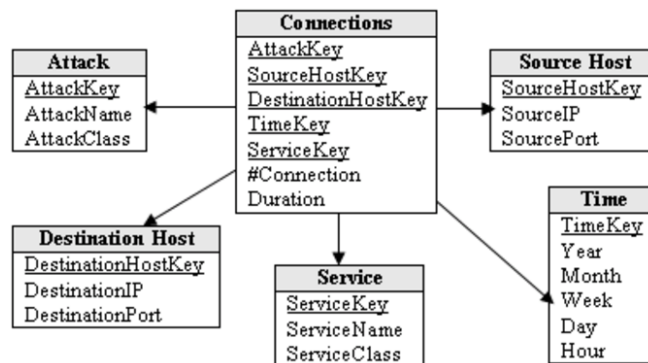 Connections
AttackKey
SourceHostKey
DestinationHostKey
TimeKey
ServiceKey
#Connection
Duration
Attack
AttackKey
AttackName
AttackClass
Source Host
SourceHostKey
SourceIP
SourcePort
Destination Host
DestinationHostKey
DestinationIP
DestinationPort
Service
ServiceKey
ServiceName
ServiceClass
Time
TimeKey
Year
Month
Week
Day
Hour